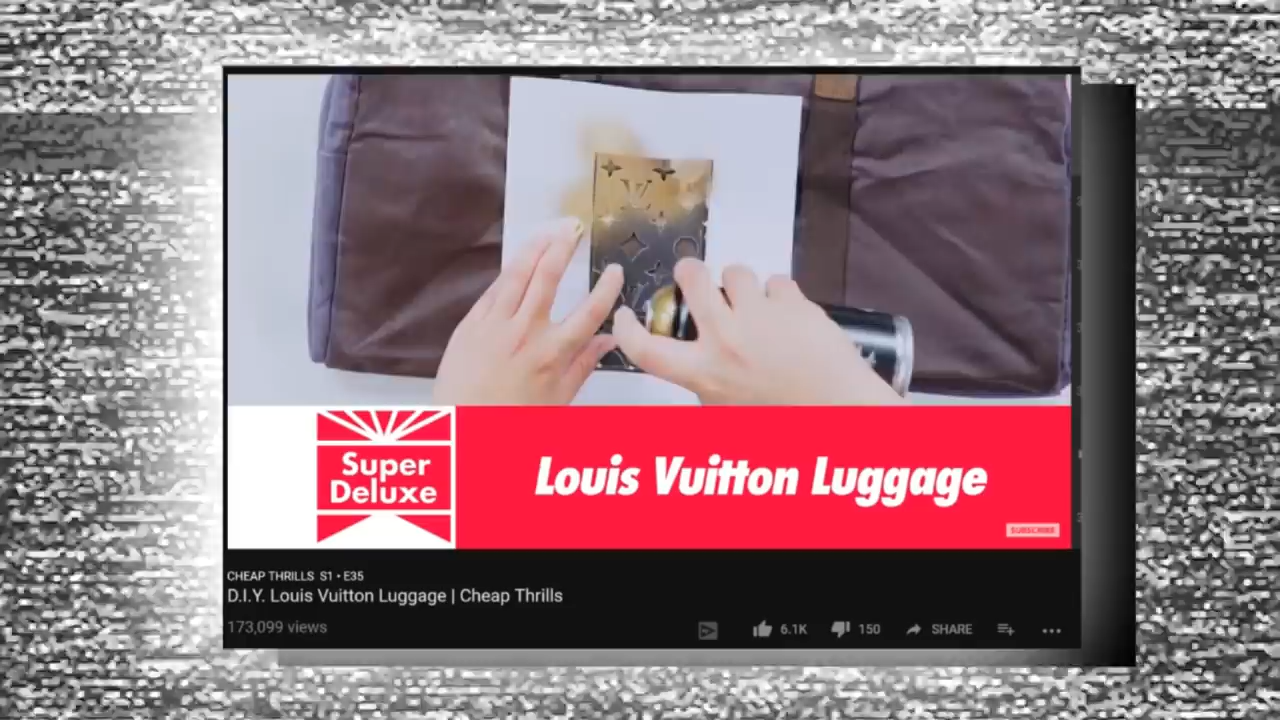 LV
Super
Deluxe
Louis Vuitton Luggage
SUBSCRIBE
CHEAP THRILLS S1 • E35
D.I.Y. Louis Vuitton Luggage | Cheap Thrills
173,099 views
6.1K
150
SHARE